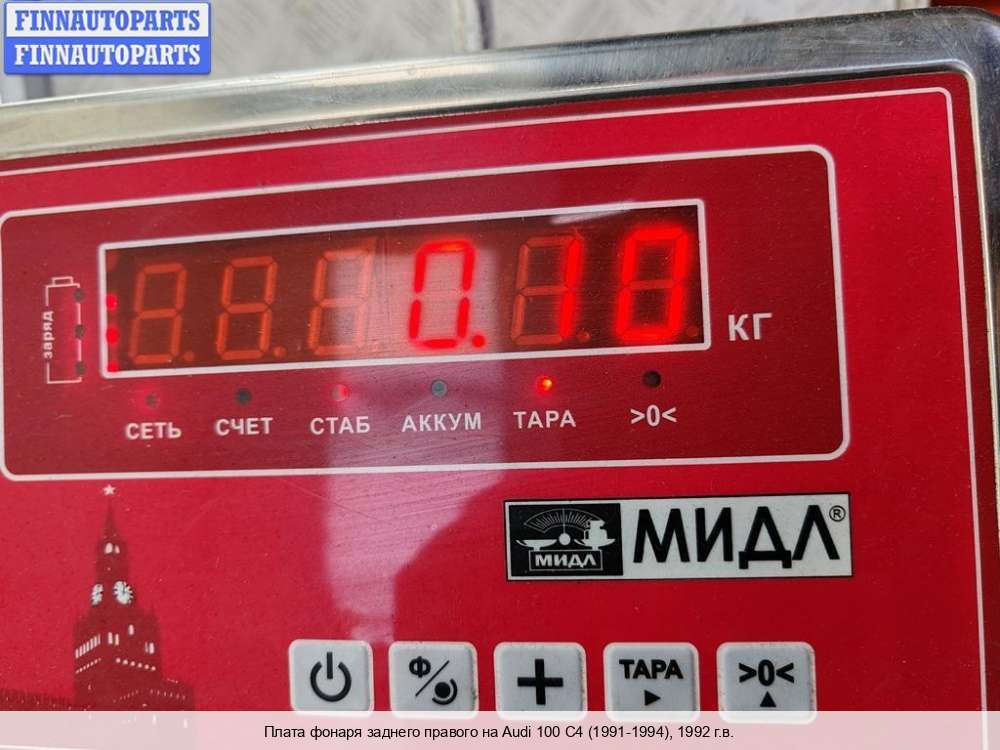 FINNAUTOPARTS
FINNAUTOPARTS
заряд
0.10
КГ
СЕТЬ
СЧЕТ
СТАБ
АККУМ
ТАРА
>0<
МИДЛ
МИДЛ®
Ф/
+
ТАРА
>0<
Плата фонаря заднего правого на Audi 100 C4 (1991-1994), 1992 г.в.